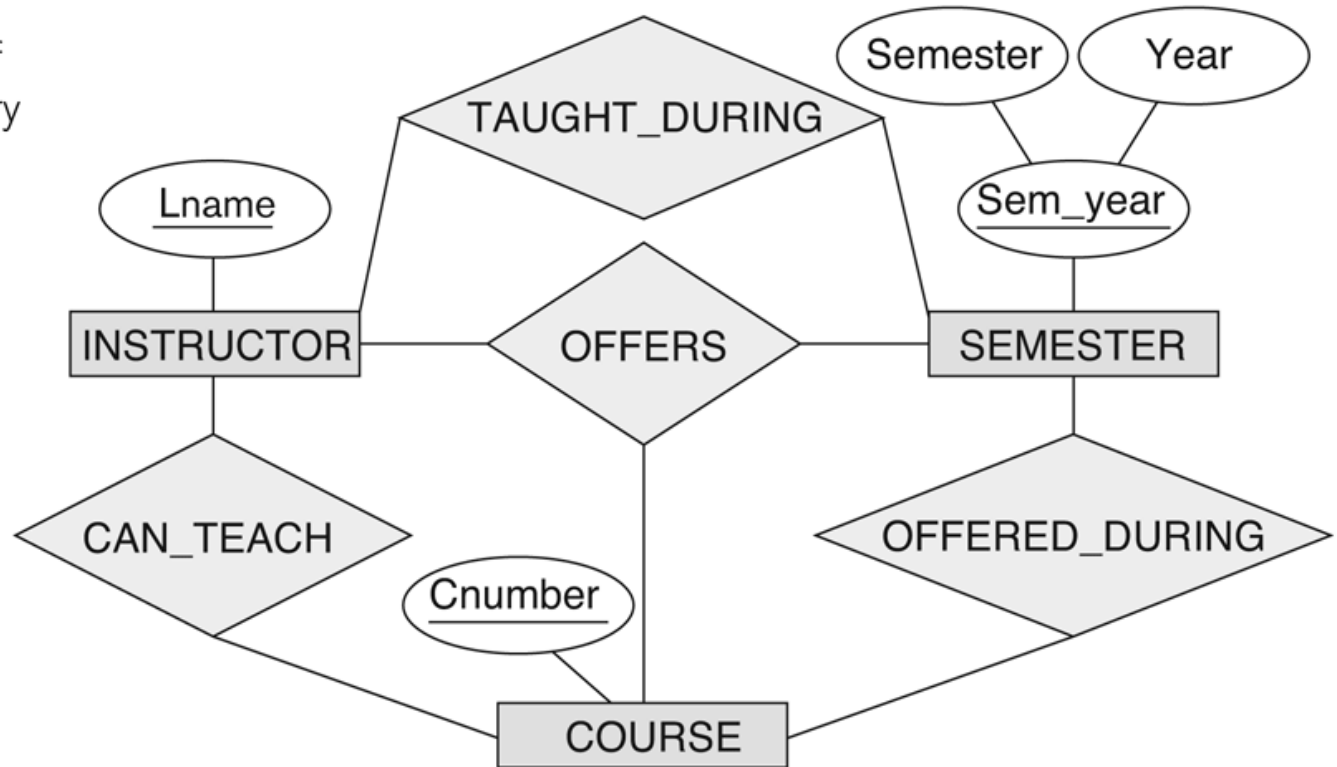 Semester Year
TAUGHT_DURING
Lname
Sem_year
INSTRUCTOR
OFFERS
SEMESTER
CAN_TEACH
OFFERED_DURING
Cnumber
COURSE